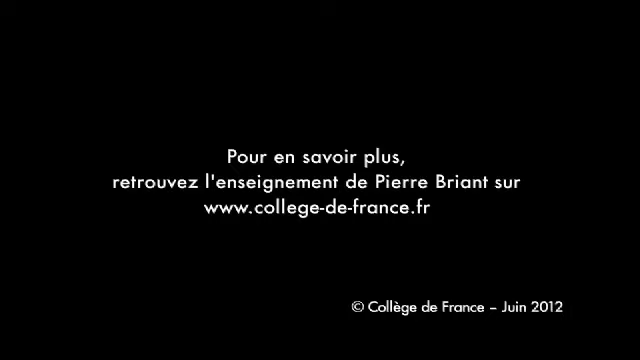 Pour en savoir plus,
retrouvez l'enseignement de Pierre Briant sur
www.college-de-france.fr
© Collège de France – Juin 2012